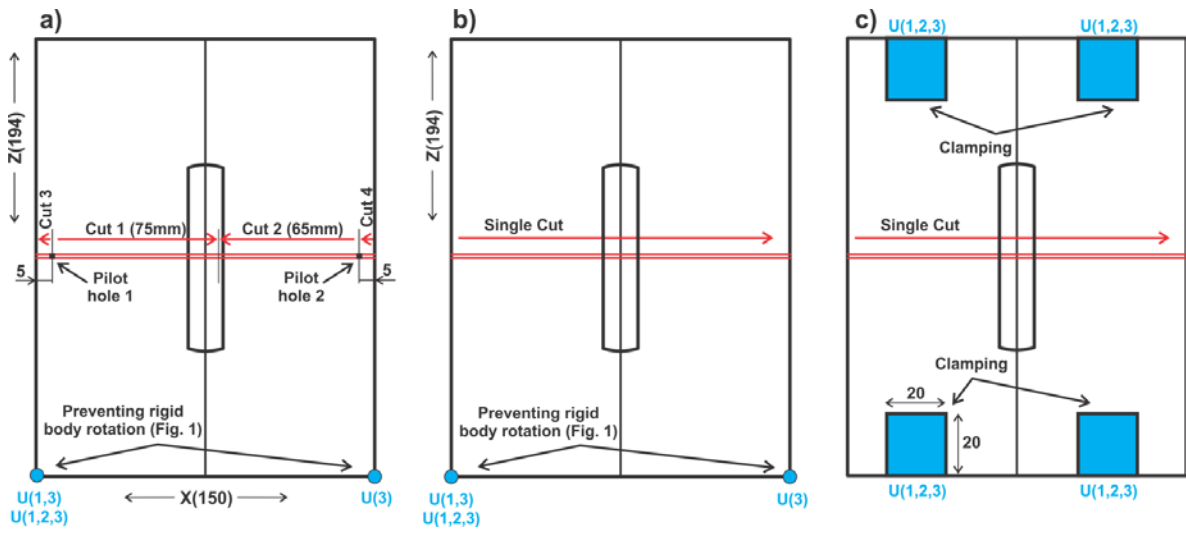 a)
Z(194)
Cut 3
Cut 1 (75mm)
Cut 2 (65mm)
Cut 4
5
Pilot
hole 1
Pilot
hole 2
5
Preventing rigid
body rotation (Fig. 1)
U(1,3)
U(1,2,3)
X(150)
U(3)
b)
Z(194)
Single Cut
Preventing rigid
body rotation (Fig. 1)
U(1,3)
U(1,2,3)
U(3)
c)
U(1,2,3)
U(1,2,3)
Clamping
Single Cut
Clamping
20
20
U(1,2,3)
U(1,2,3)